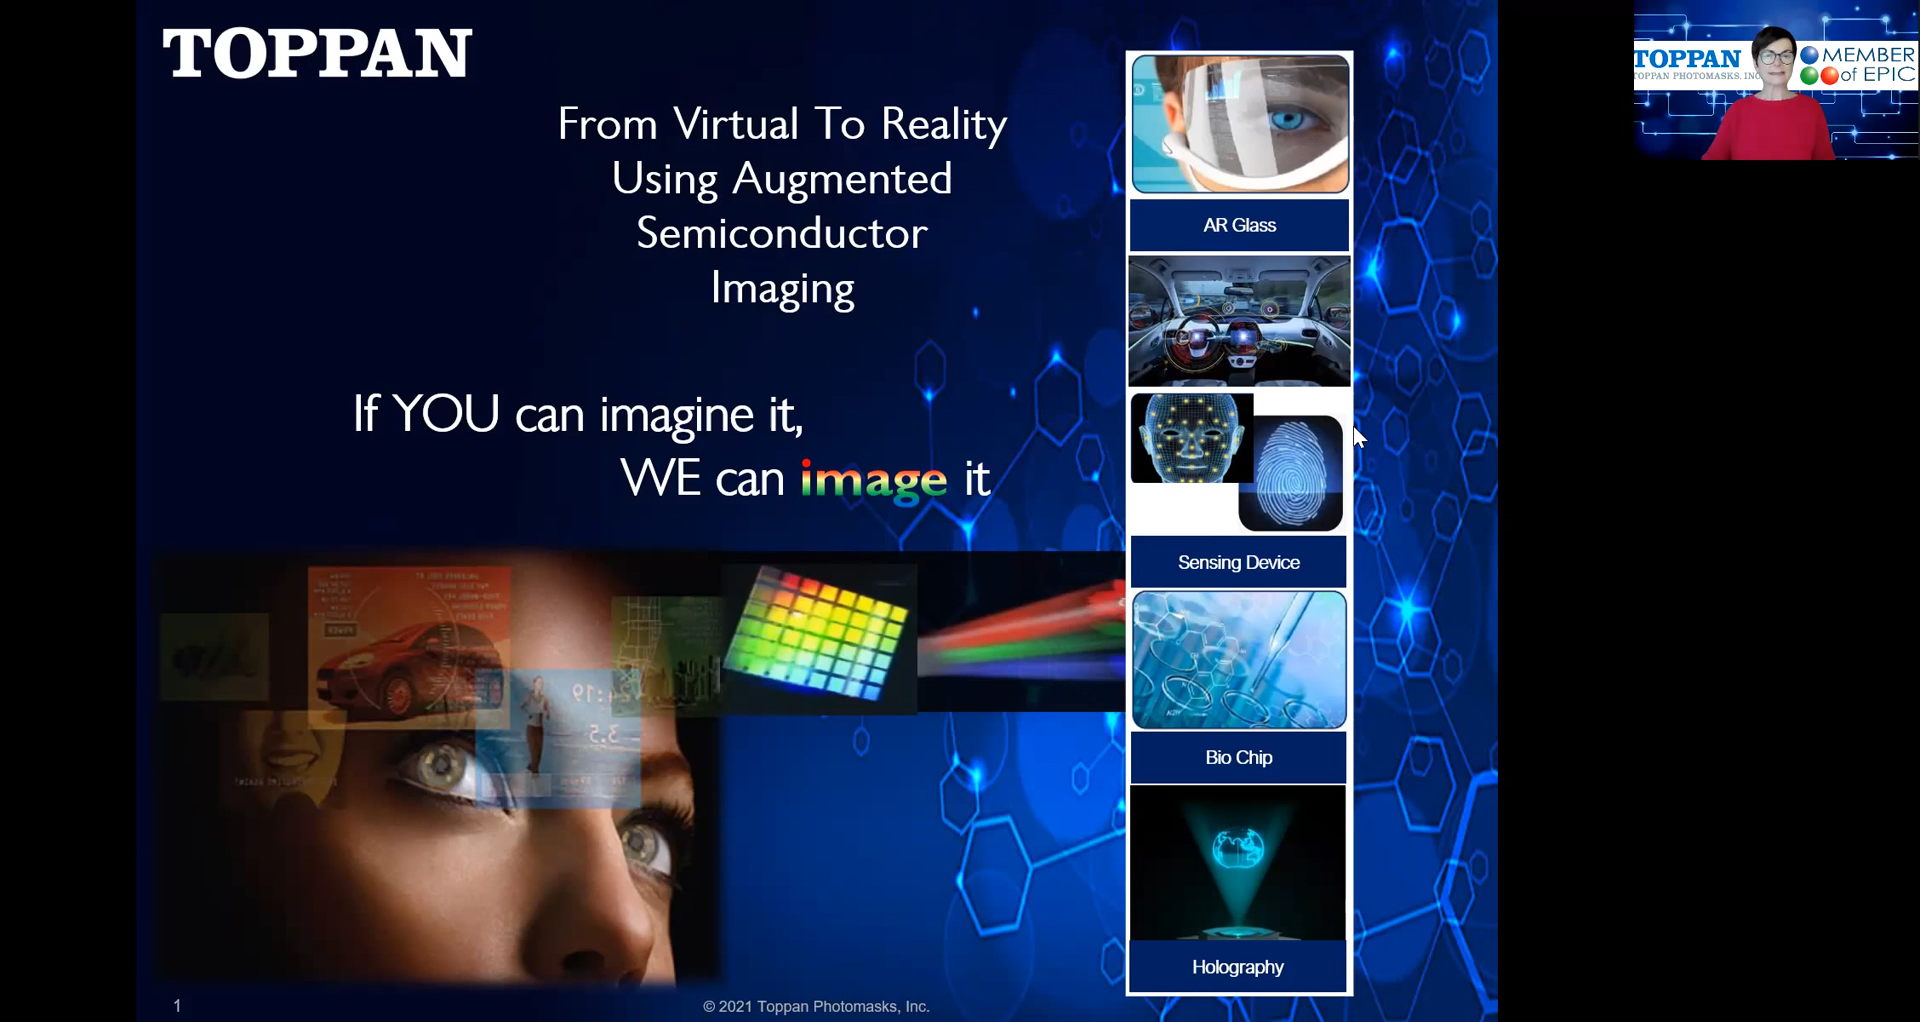 TOPPAN
From Virtual To Reality
Using Augmented
Semiconductor
Imaging
If YOU can imagine it,
WE can image it
AR Glass
Sensing Device
Bio Chip
Holography
1
© 2021 Toppan Photomasks, Inc.
TOPPAN
TOPPAN PHOTOMASKS, INC
MEMBER
of EPIC